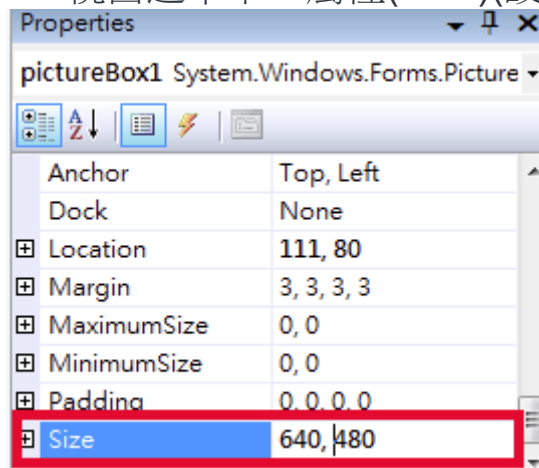 Properties
pictureBox1 System.Windows.Forms.Picture
Anchor Top, Left
Dock None
Location 111, 80
Margin 3, 3, 3, 3
MaximumSize 0, 0
MinimumSize 0, 0
Padding 0, 0, 0, 0
Size 640, 480